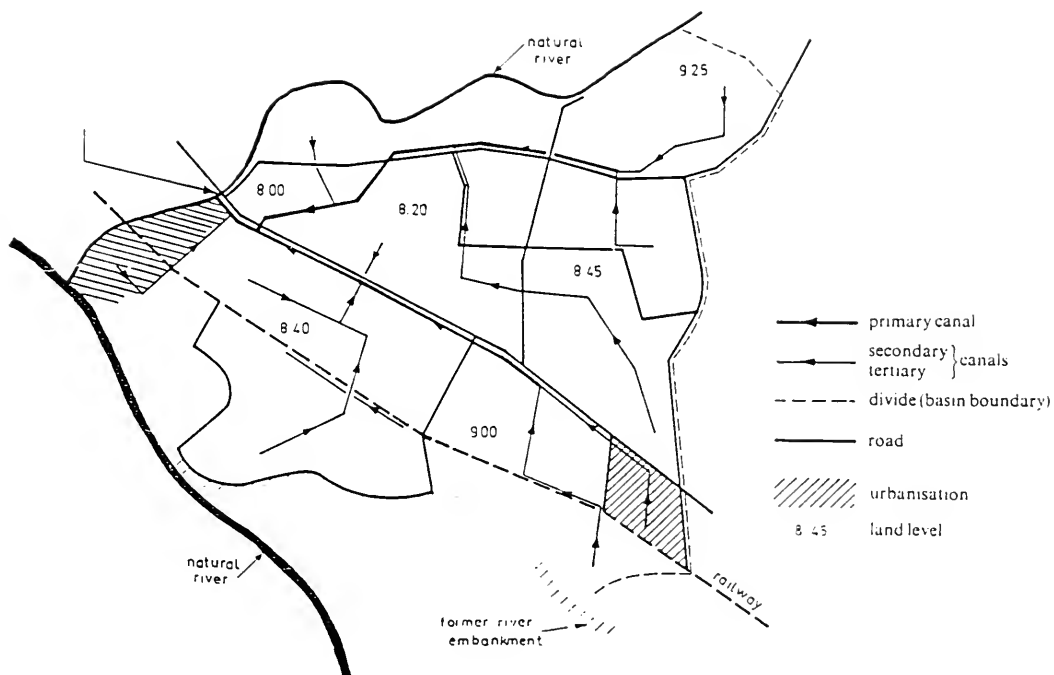 natural
river
9.25
8.00
8.20
8.45
8.40
9.00
primary canal
secondary
tertiary } canals
divide (basin boundary)
road
urbanisation
8.45 land level
natural
river
railway
former river
embankment